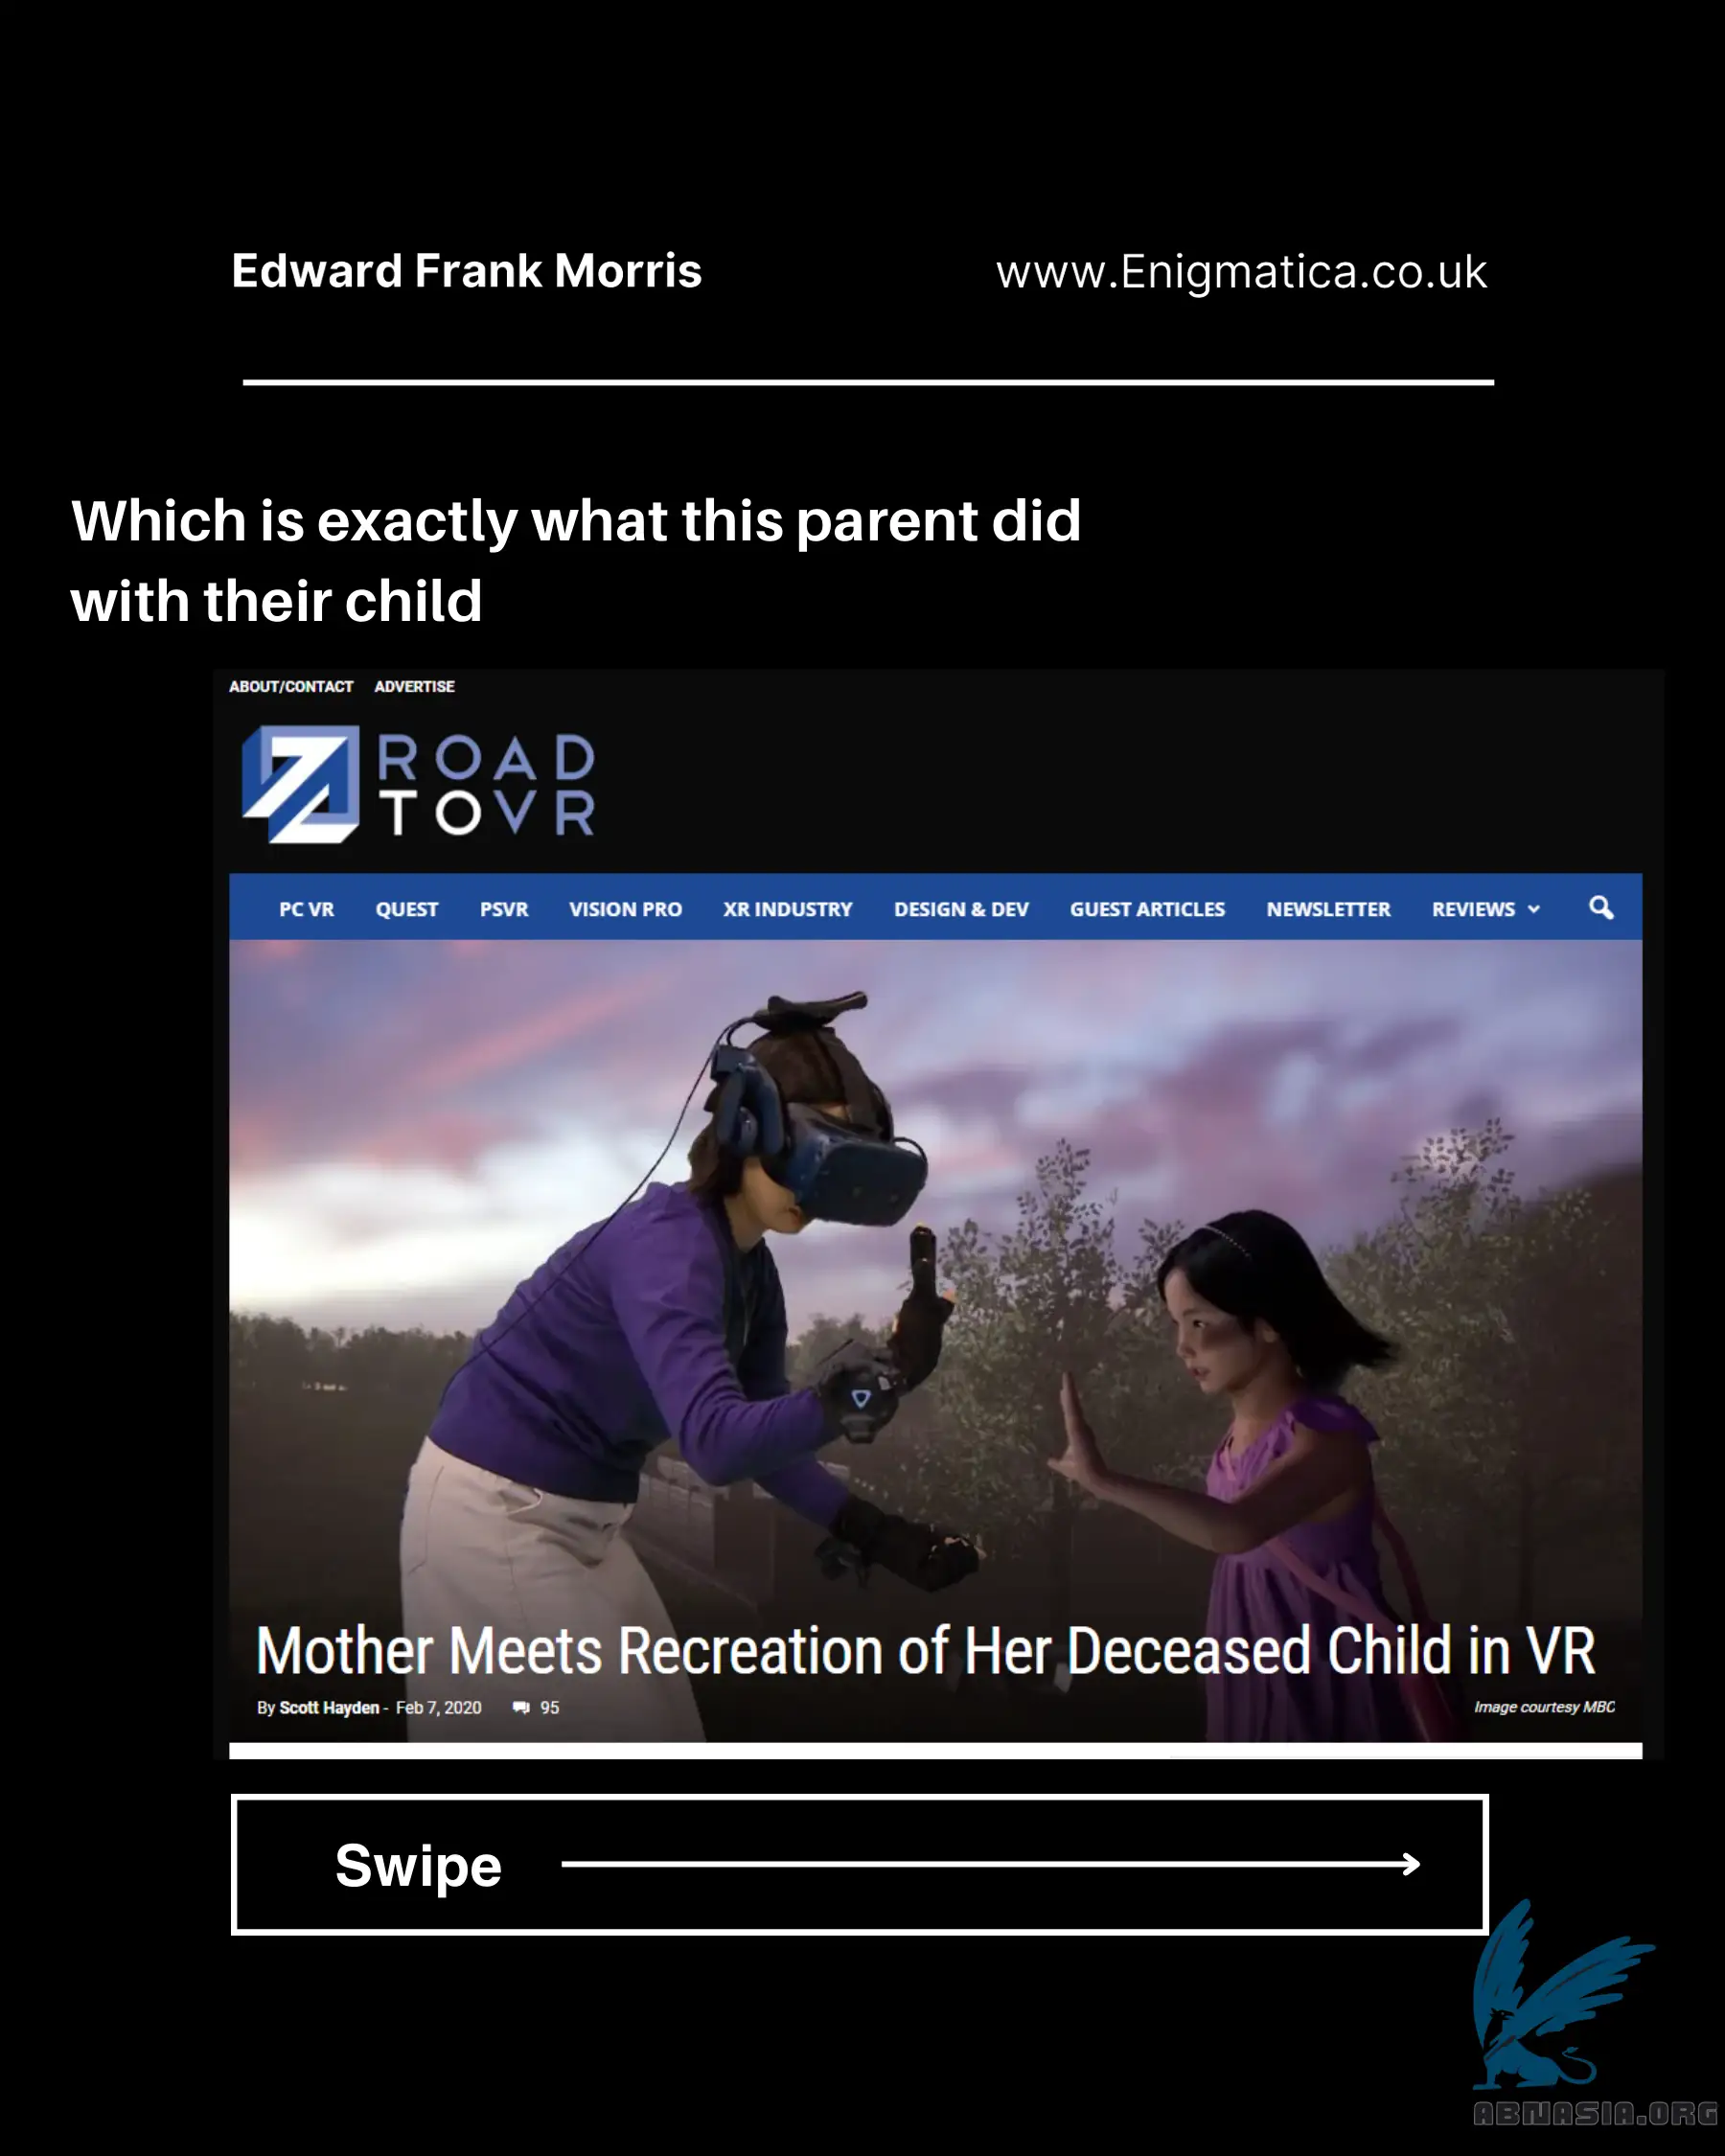 Edward Frank Morris
www.Enigmatica.co.uk
Which is exactly what this parent did
with their child
ABOUT/CONTACT ADVERTISE
ROAD
TOVR
PC VR QUEST PSVR VISION PRO XR INDUSTRY DESIGN & DEV GUEST ARTICLES NEWSLETTER REVIEWS
Mother Meets Recreation of Her Deceased Child in VR
By Scott Hayden - Feb 7, 2020 95
Image courtesy MBC
Swipe
ABNASIA.ORG